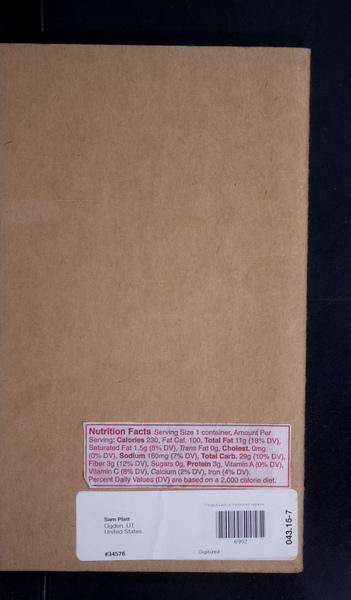 Nutrition Facts Serving Size 1 container, Amount Per
Serving: Calories 230, Fat Cal. 100, Total Fat 11g (18% DV),
Saturated Fat 1.5g (8% DV), Trans Fat 0g, Cholest. 0mg
(0% DV), Sodium 160mg (7% DV), Total Carb. 29g (10% DV),
Fiber 3g (12% DV), Sugars 0g, Protein 3g, Vitamin A (0% DV),
Vitamin C (8% DV), Calcium (2% DV), Iron (4% DV).
Percent Daily Values (DV) are based on a 2,000 calorie diet.
Sam Platt
Ogden, UT
United States
#34576
6902
Digitized
043.15-7